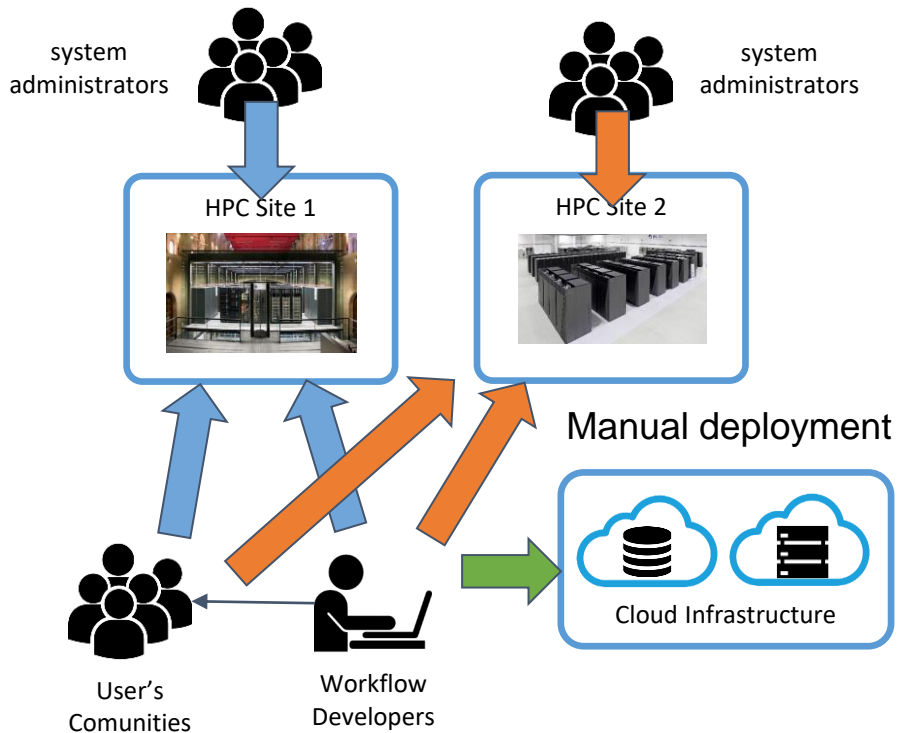 system
administrators
system
administrators
HPC Site 1
HPC Site 2
Manual deployment
Cloud Infrastructure
User's
Comunities
Workflow
Developers